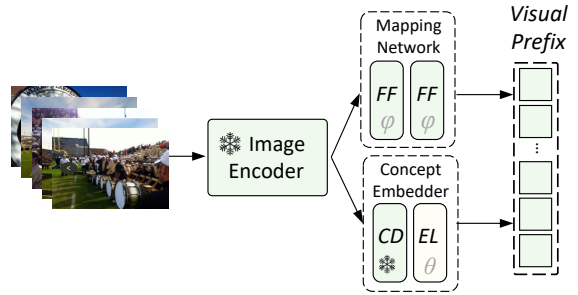 Visual
Prefix
Mapping
Network
FF FF
φ φ
Image
Encoder
Concept
Embedder
CD EL
θ
...